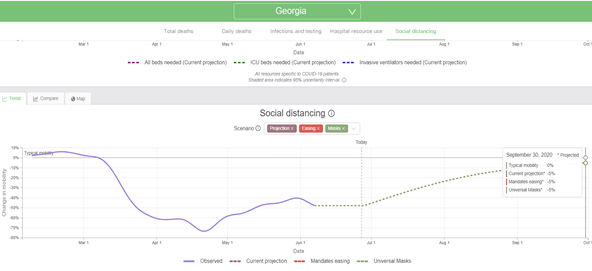 Georgia
Total deaths Daily deaths Infections and testing Hospital resource use Social distancing
Mar 1 Apr 1 May 1 Jun 1 Jul 1 Aug 1 Sep 1 Oct 1
Date
All beds needed (Current projection) ICU beds needed (Current projection) Invasive ventilators needed (Current projection)
All resources specific to COVID-19 patients
Shaded area indicates 95% uncertainty interval
Trend Compare Map
Social distancing
Scenario Projection x Easing x Masks x
Today
10%
Typical mobility
0%
-10%
-20%
-30%
-40%
-50%
-60%
-70%
-80%
Change in mobility
September 30, 2020 * Projected
Typical mobility 0%
Current projection* -5%
Mandates easing* -5%
Universal Masks* -5%
Mar 1 Apr 1 May 1 Jun 1 Jul 1 Aug 1 Sep 1 Oct 1
Date
Observed Current projection Mandates easing Universal Masks